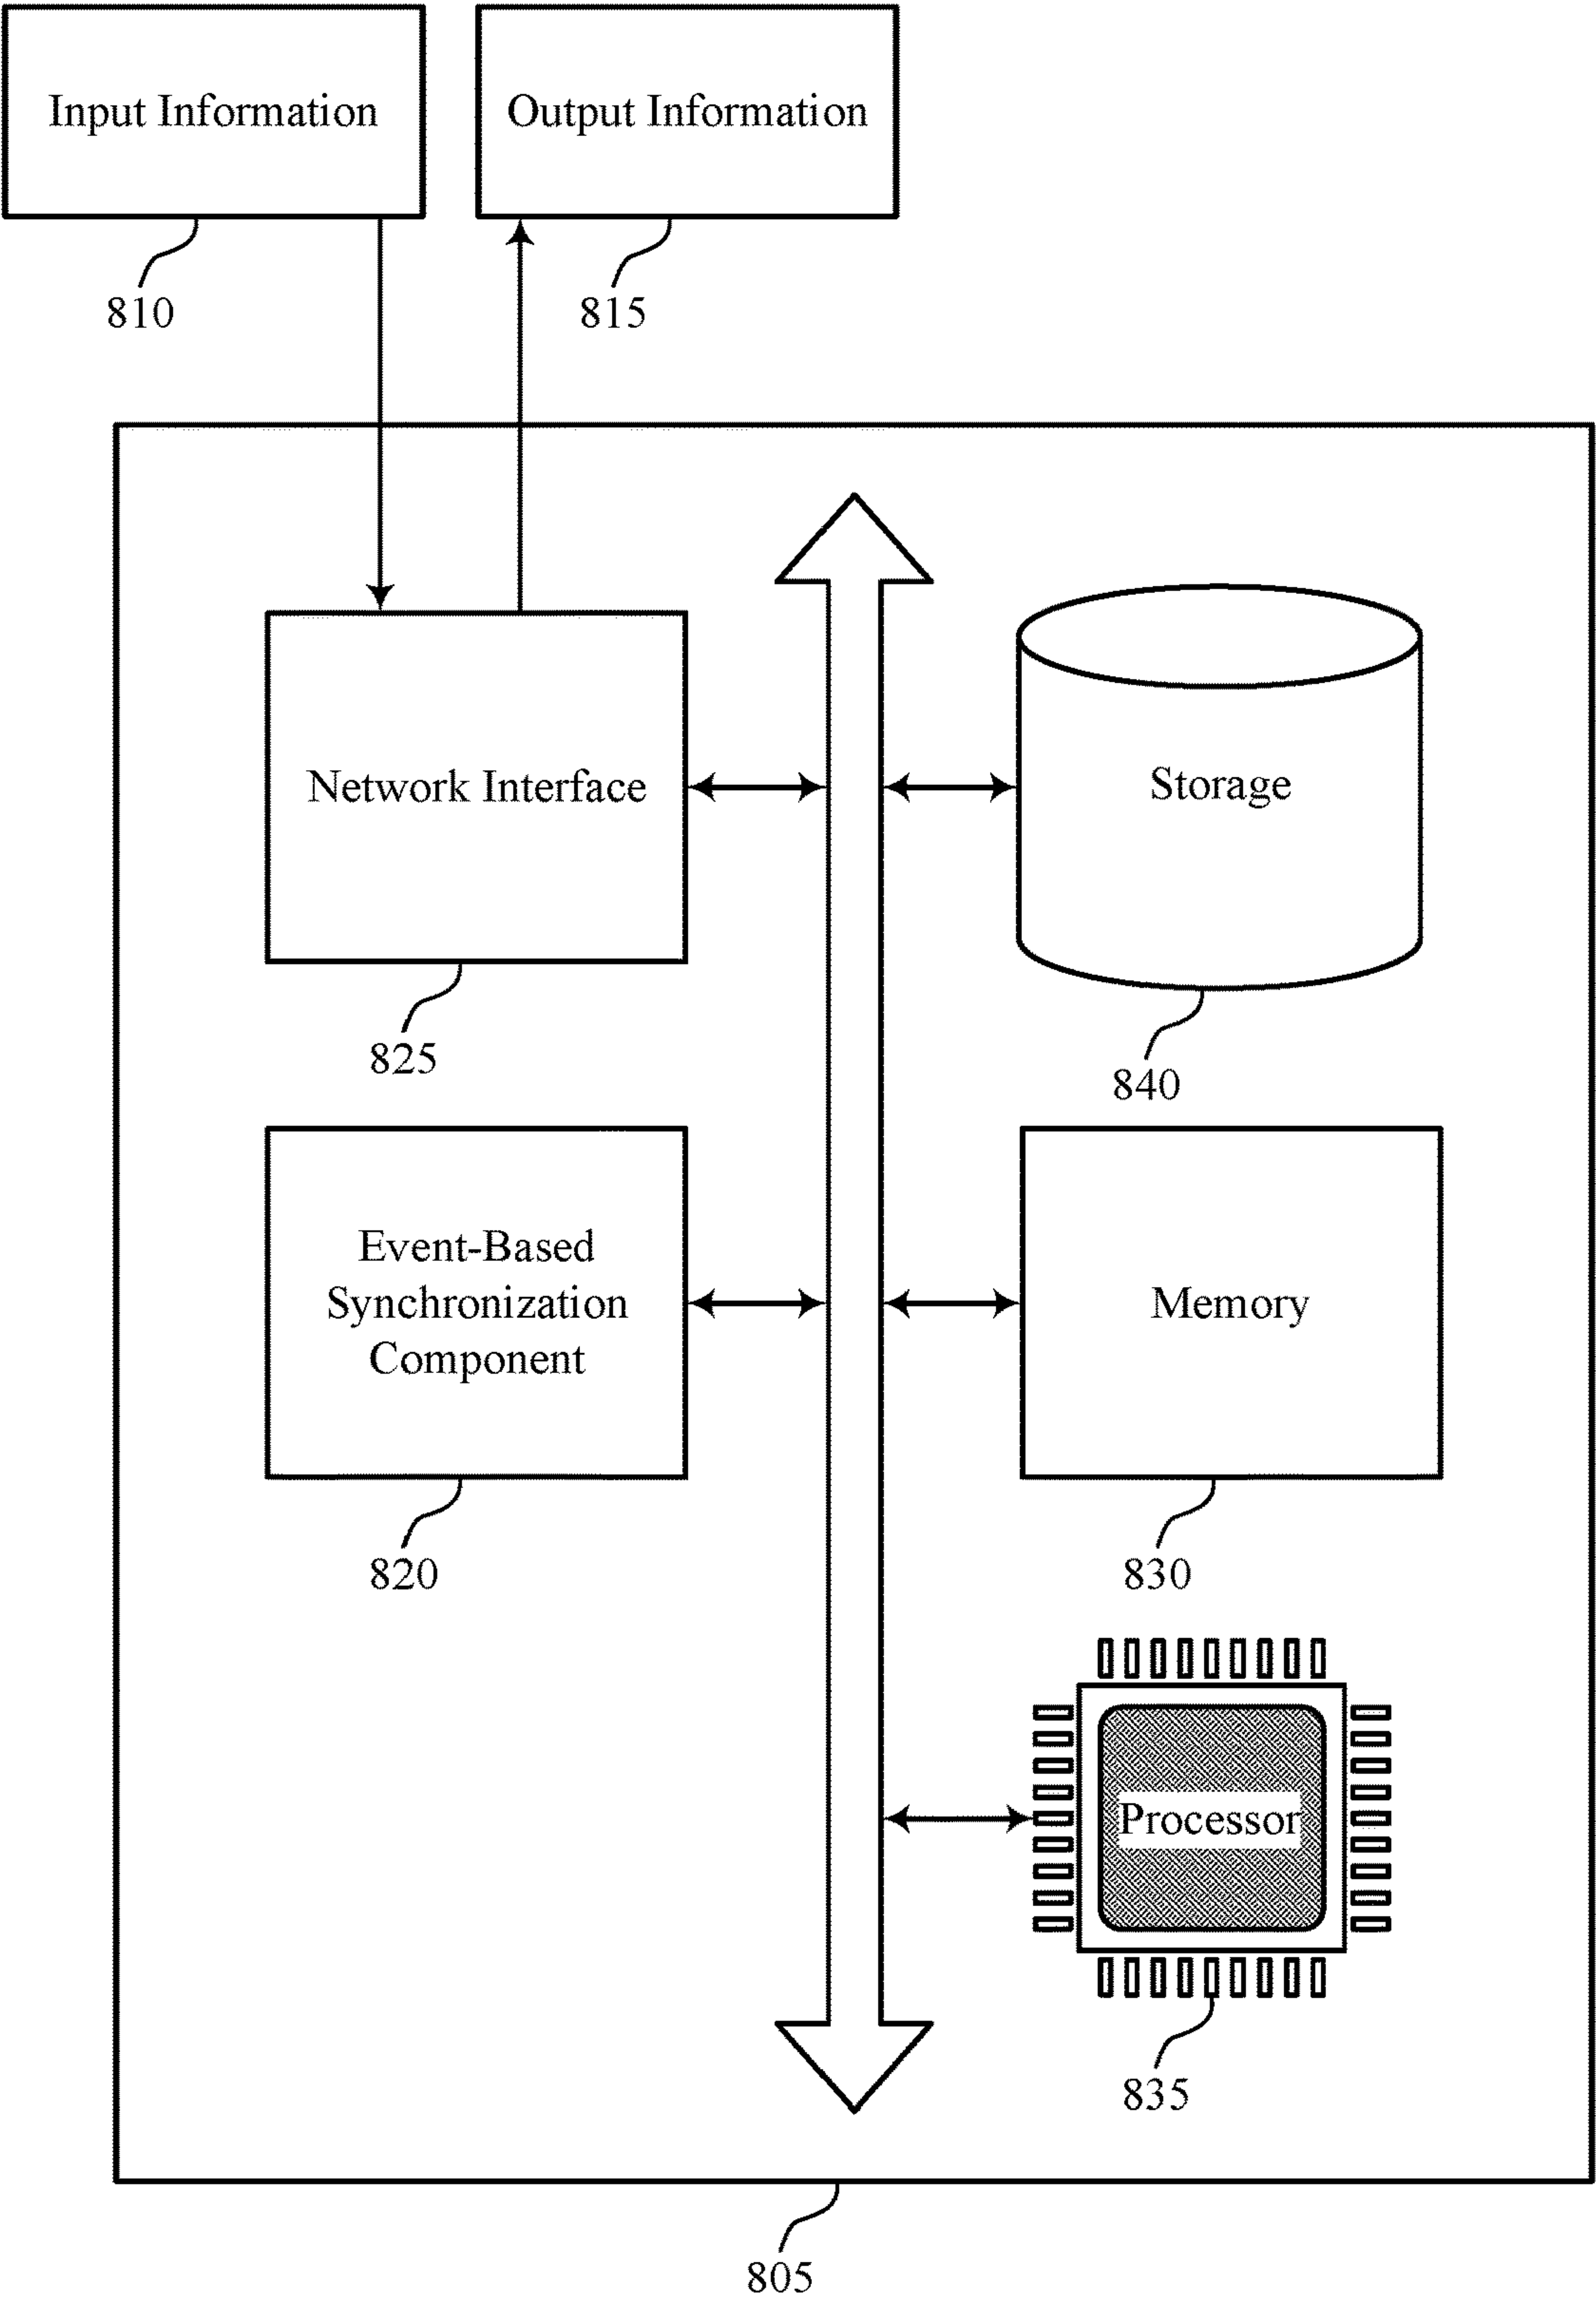 Input Information
Output Information
810
815
Network Interface
Storage
825
840
Event-Based
Synchronization
Component
Memory
820
830
Processor
835
805